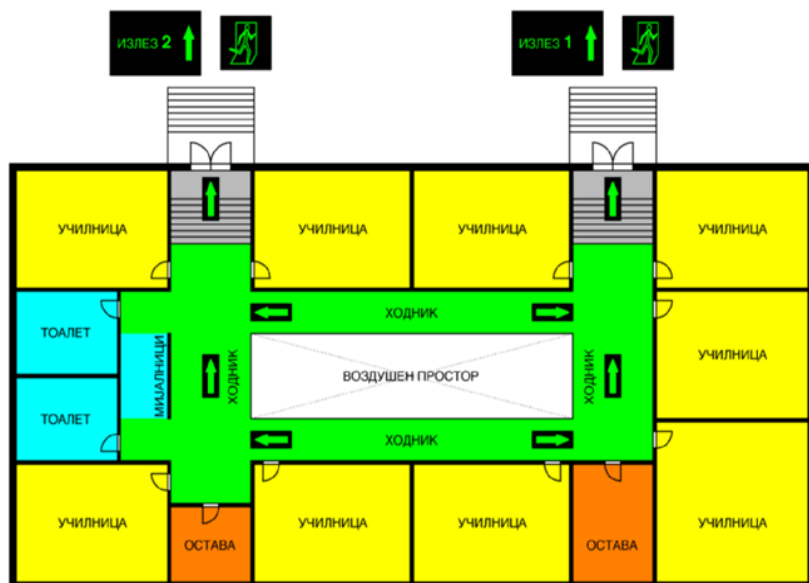 ИЗЛЕЗ 2
ИЗЛЕЗ 1
УЧИЛНИЦА
УЧИЛНИЦА
УЧИЛНИЦА
УЧИЛНИЦА
ТОАЛЕТ
ХОДНИК
УЧИЛНИЦА
МИЈАЛНИЦИ
ХОДНИК
ВОЗДУШЕН ПРОСТОР
ХОДНИК
ТОАЛЕТ
ХОДНИК
УЧИЛНИЦА
УЧИЛНИЦА
УЧИЛНИЦА
УЧИЛНИЦА
ОСТАВА
ОСТАВА